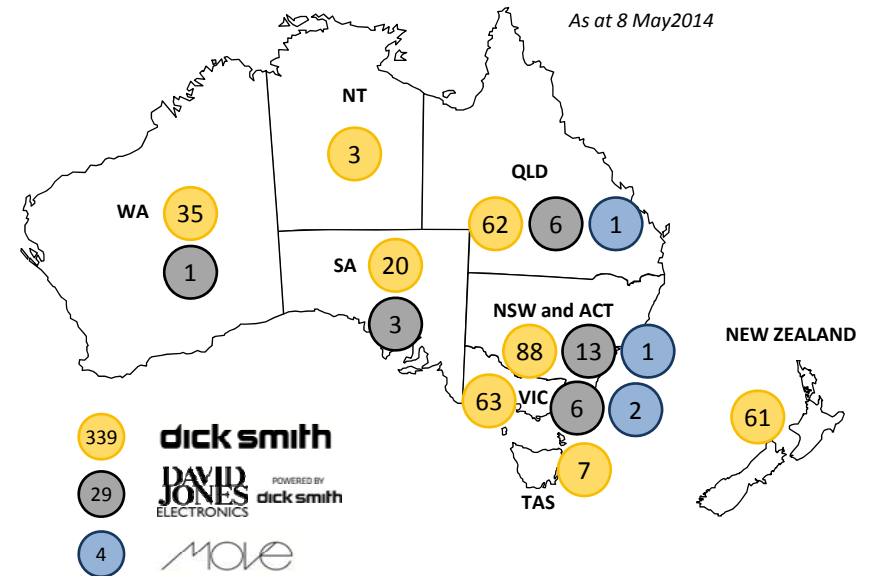 As at 8 May2014
NT
3
QLD
WA
35
62
6
1
1
SA
20
3
NSW and ACT
88
13
1
NEW ZEALAND
63
VIC
6
2
61
7
TAS
339
dick smith
29
DAVID
JONES
ELECTRONICS
POWERED BY
dick smith
4
MOVE